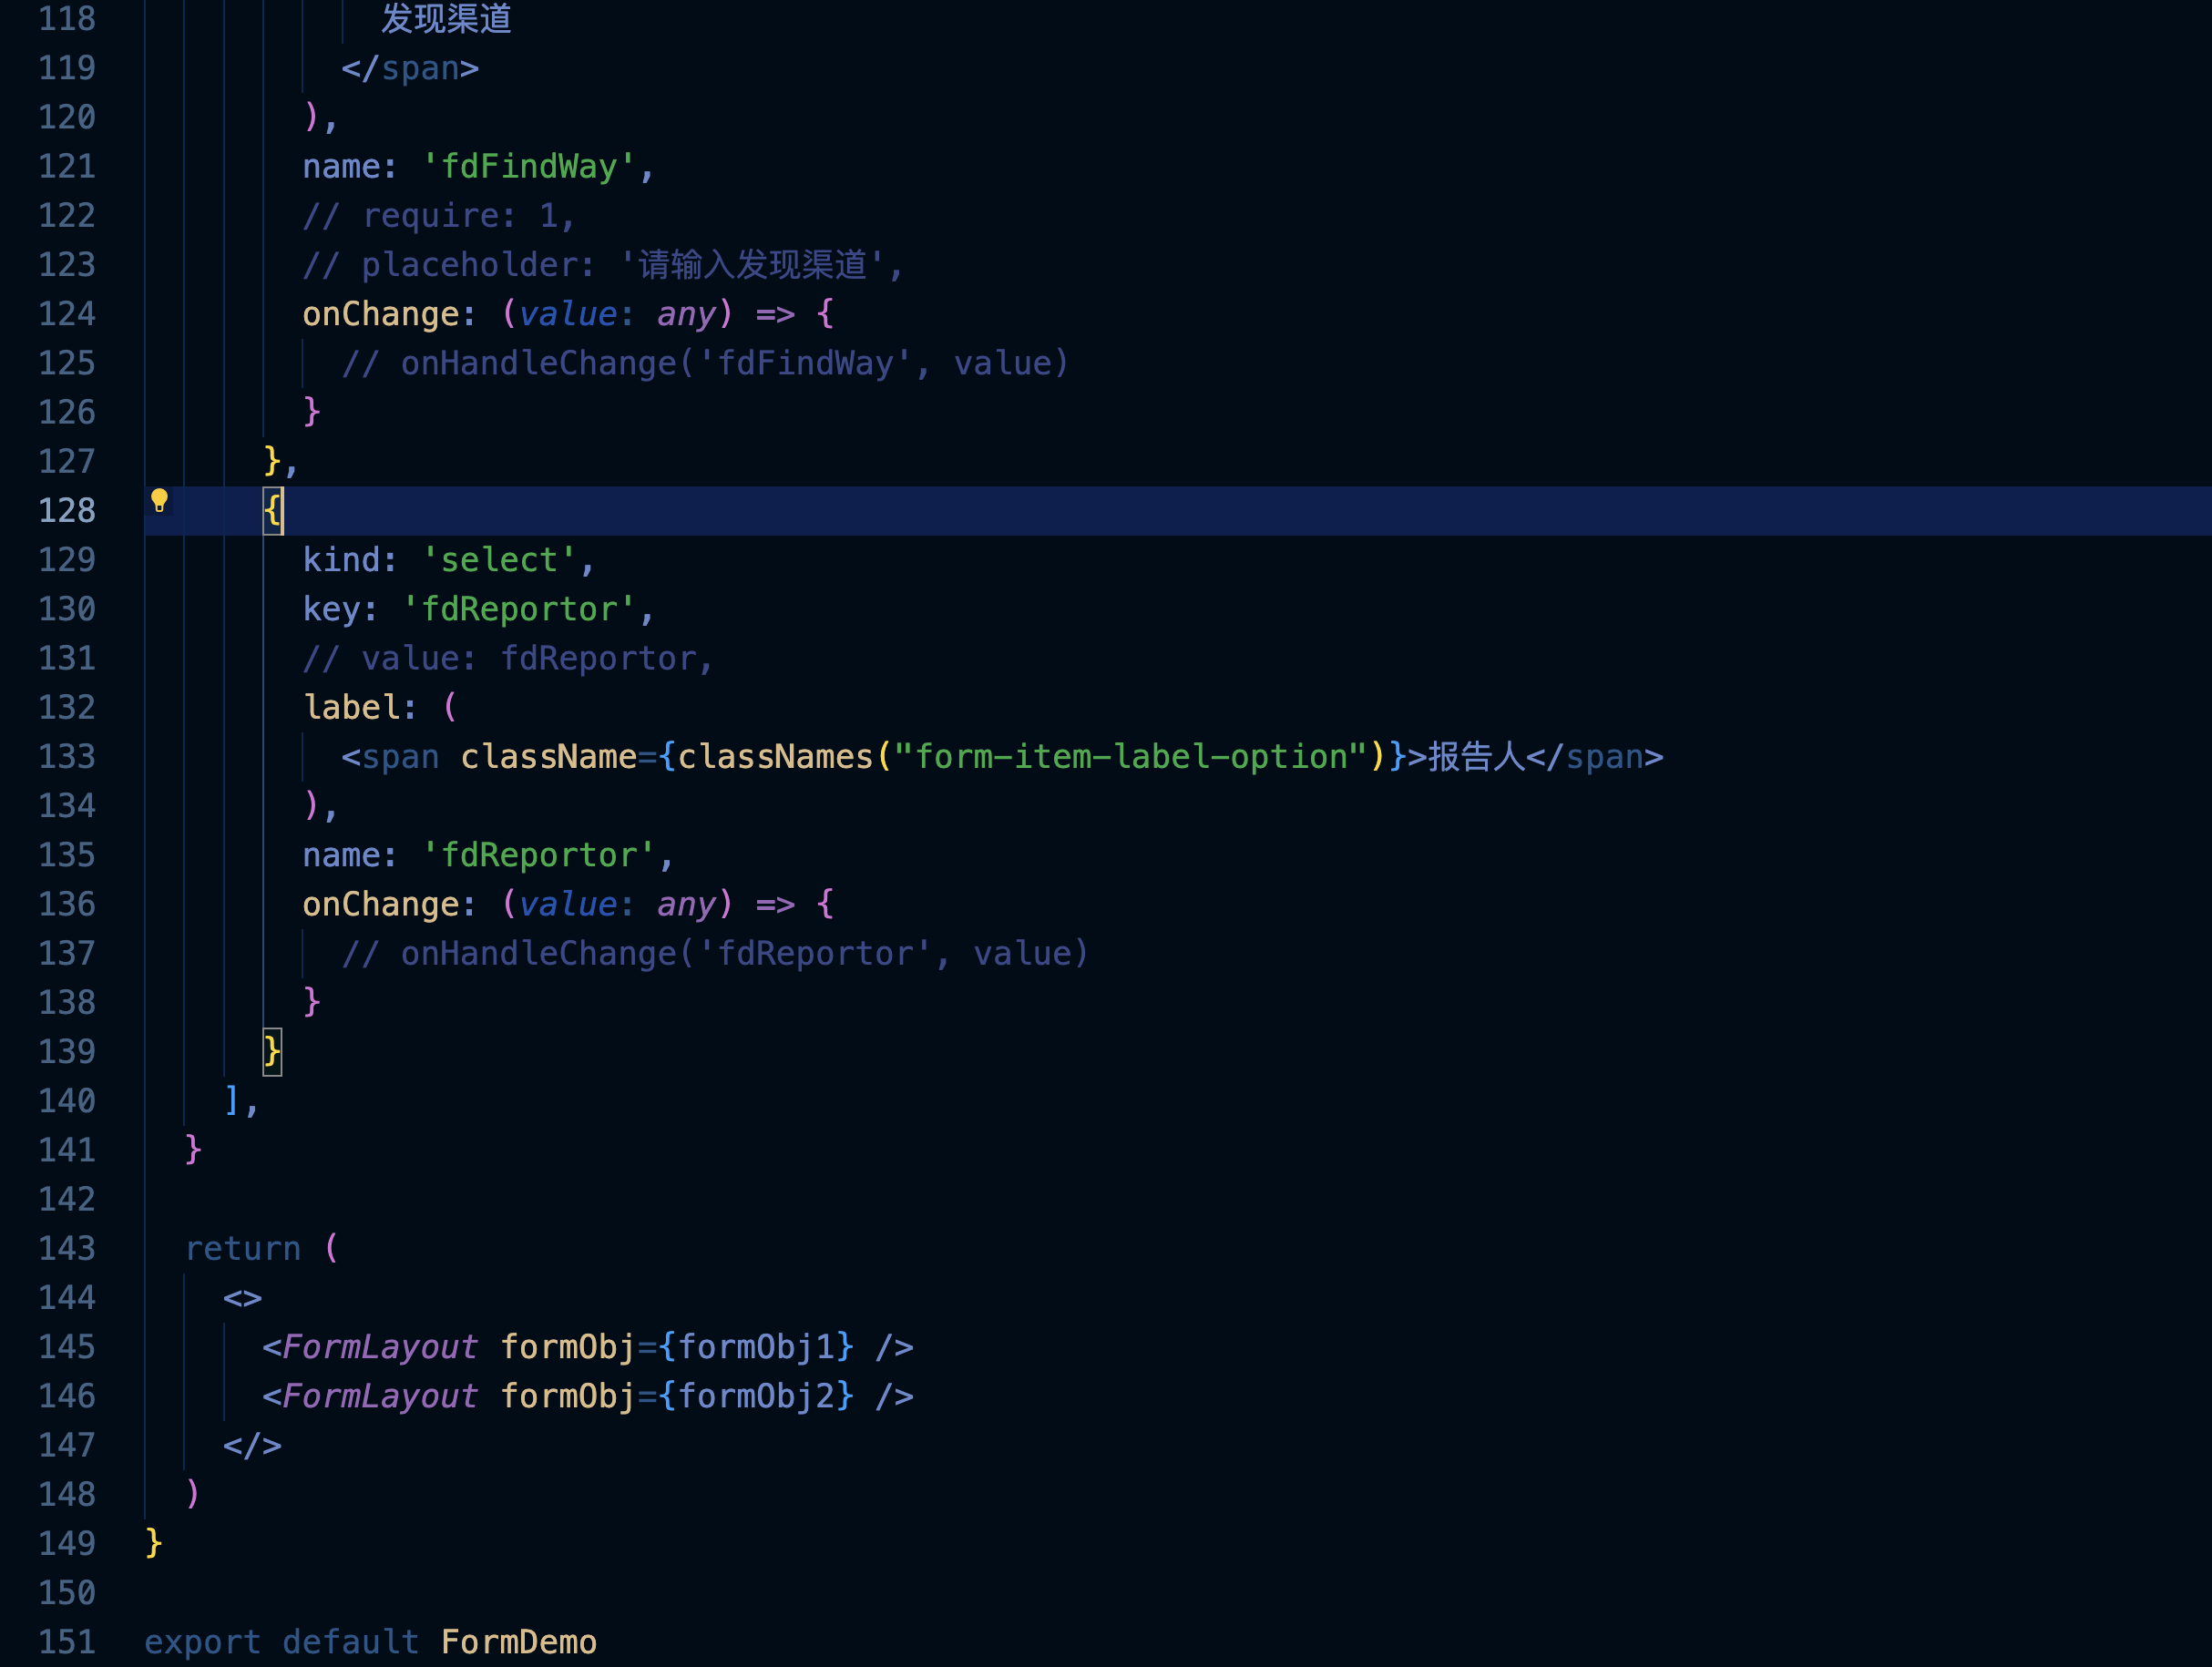 118 发现渠道
119 </span>
120 ),
121 name: 'fdFindWay',
122 // require: 1,
123 // placeholder: '请输入发现渠道',
124 onChange: (value: any) => {
125 // onHandleChange('fdFindWay', value)
126 }
127 },
128 {
129 kind: 'select',
130 key: 'fdReportor',
131 // value: fdReportor,
132 label: (
133 <span className={classNames("form-item-label-option")}>报告人</span>
134 ),
135 name: 'fdReportor',
136 onChange: (value: any) => {
137 // onHandleChange('fdReportor', value)
138 }
139 }
140 ],
141 }
142
143 return (
144 <>
145 <FormLayout formObj={formObj1} />
146 <FormLayout formObj={formObj2} />
147 </>
148 )
149 }
150
151 export default FormDemo